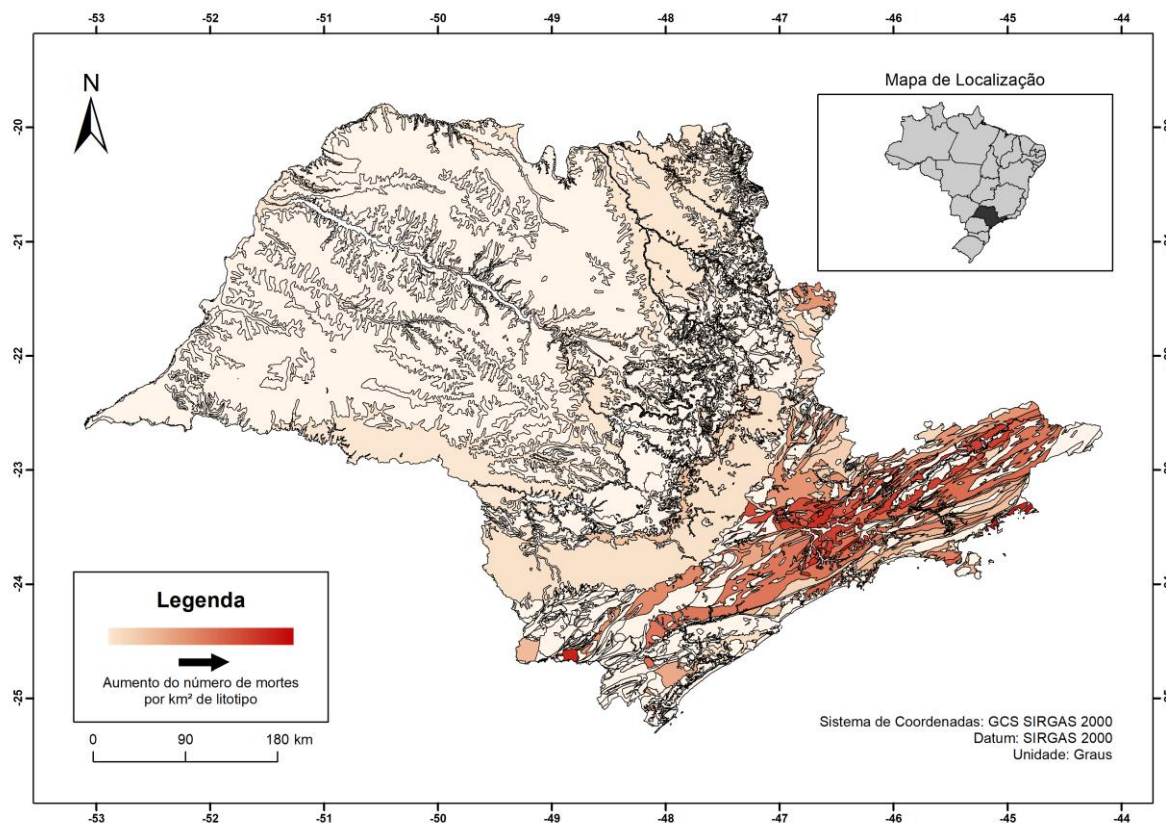 -53 -52 -51 -50 -49 -48 -47 -46 -45 -44
N
Mapa de Localização
-20
-21
-22
-23
-24
-25
Legenda
Aumento do número de mortes
por km² de litotipo
0 90 180 km
Sistema de Coordenadas: GCS SIRGAS 2000
Datum: SIRGAS 2000
Unidade: Graus
-53 -52 -51 -50 -49 -48 -47 -46 -45 -44